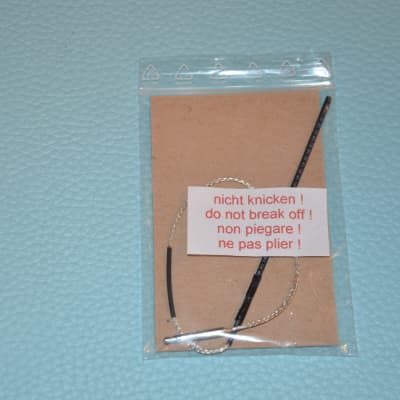 nicht knicken !
do not break off !
non piegare !
ne pas plier !